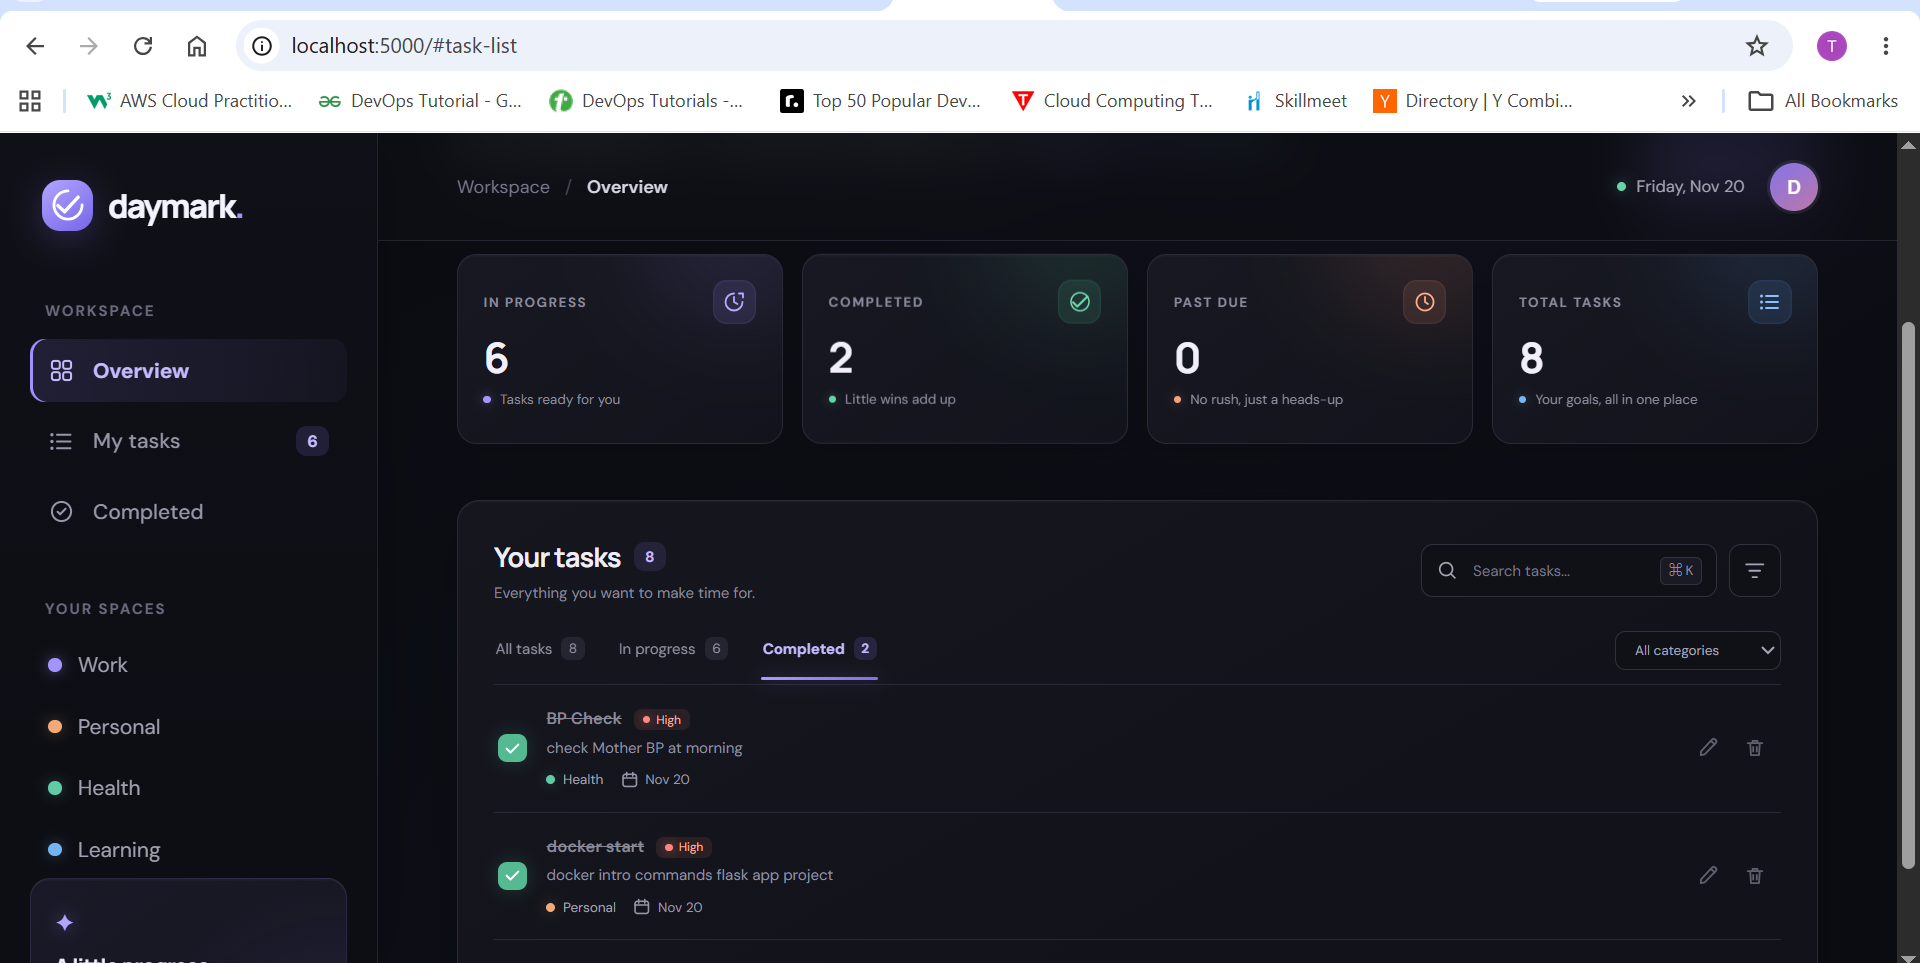 localhost:5000/#task-list
T
AWS Cloud Practitio...
DevOps Tutorial - G...
DevOps Tutorials -...
Top 50 Popular Dev...
Cloud Computing T...
Skillmeet
Directory | Y Combi...
All Bookmarks
daymark.
Workspace / Overview
Friday, Nov 20
D
WORKSPACE
Overview
My tasks 6
Completed
YOUR SPACES
Work
Personal
Health
Learning
A little progress
IN PROGRESS
6
Tasks ready for you
COMPLETED
2
Little wins add up
PAST DUE
0
No rush, just a heads-up
TOTAL TASKS
8
Your goals, all in one place
Your tasks 8
Everything you want to make time for.
Search tasks... ⌘K
All tasks 8 In progress 6 Completed 2
All categories
BP Check High
check Mother BP at morning
Health Nov 20
docker start High
docker intro commands flask app project
Personal Nov 20